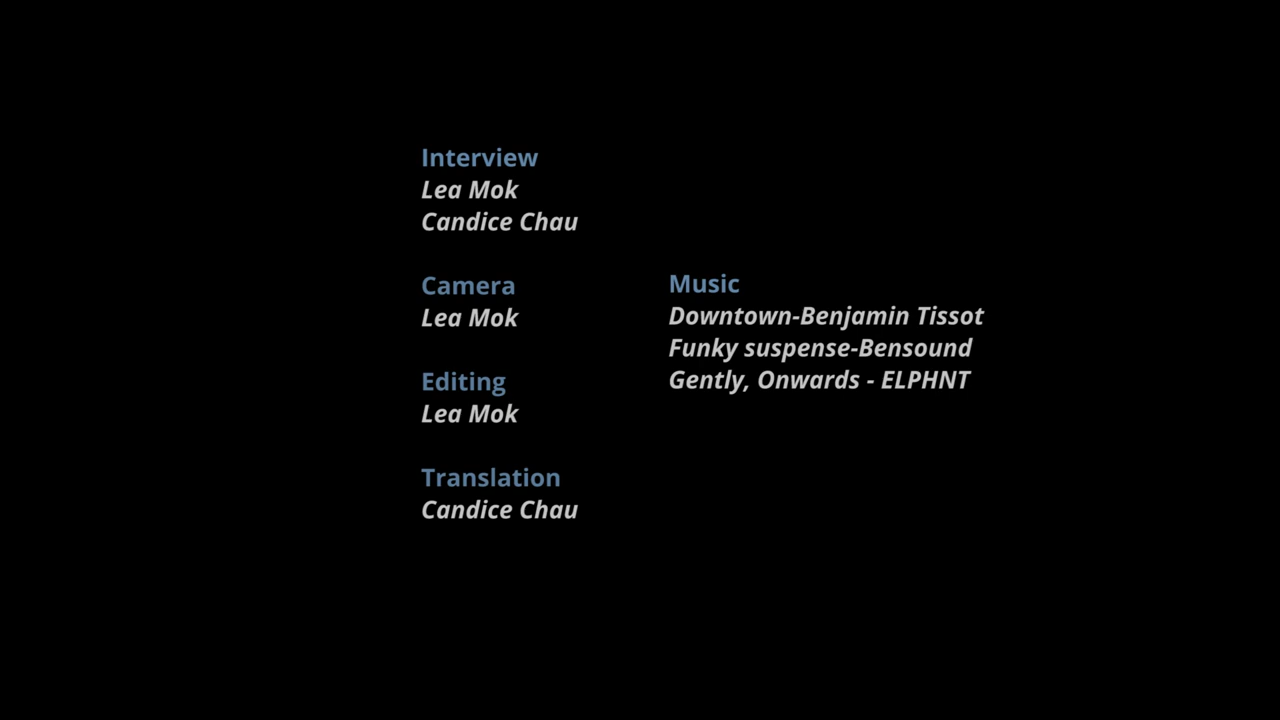 Interview
Lea Mok
Candice Chau
Camera
Lea Mok
Editing
Lea Mok
Translation
Candice Chau
Music
Downtown-Benjamin Tissot
Funky suspense-Bensound
Gently, Onwards - ELPHNT